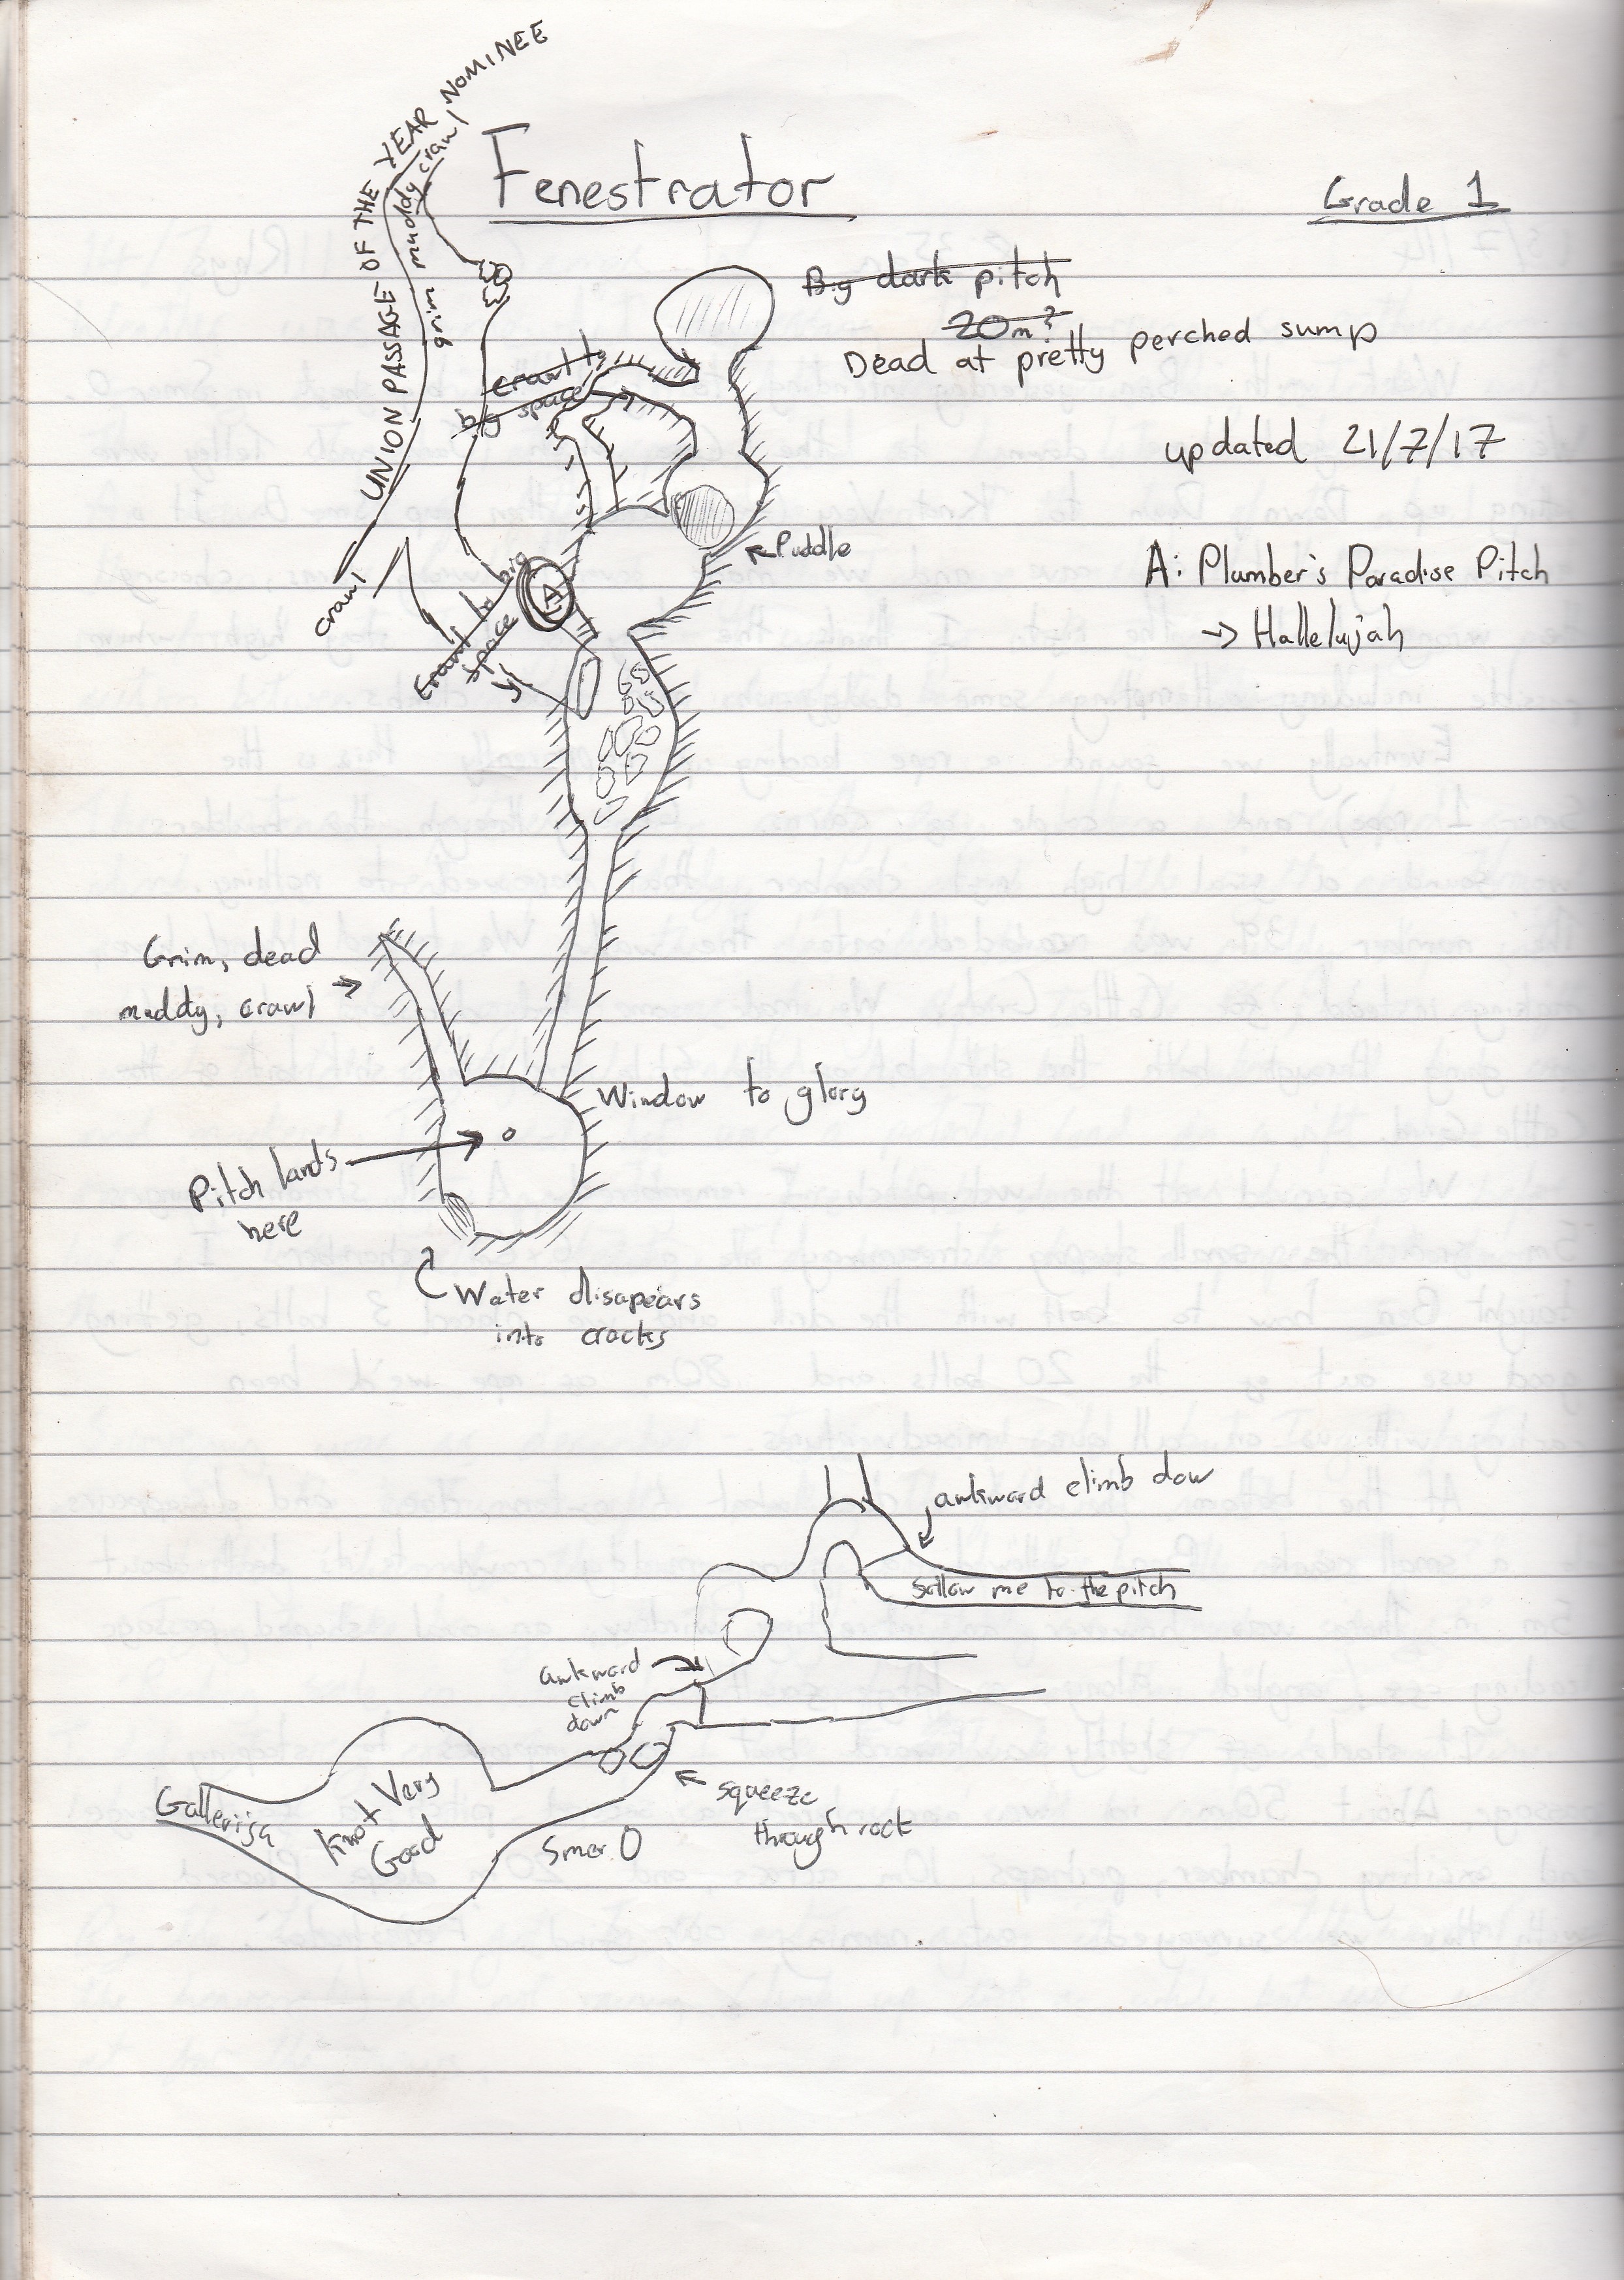 UNION PASSAGE OF THE YEAR NOMINEE
grim muddy crawl
Fenestrator
Grade 1
Big dark pitch
20m?
Dead at pretty perched sump
crawl to
big space
updated 21/7/17
← Puddle
A: Plumber's Paradise Pitch
→ Hallelujah
A
crawl
crawl to big
space
Grim, dead
muddy, crawl
Window to glory
Pitch lands
here
Water disapears
into cracks
awkward climb dow
follow me to the pitch
awkward
climb
down
squeeze
through rock
Gallerija
Knot Very
Good
Smer 0